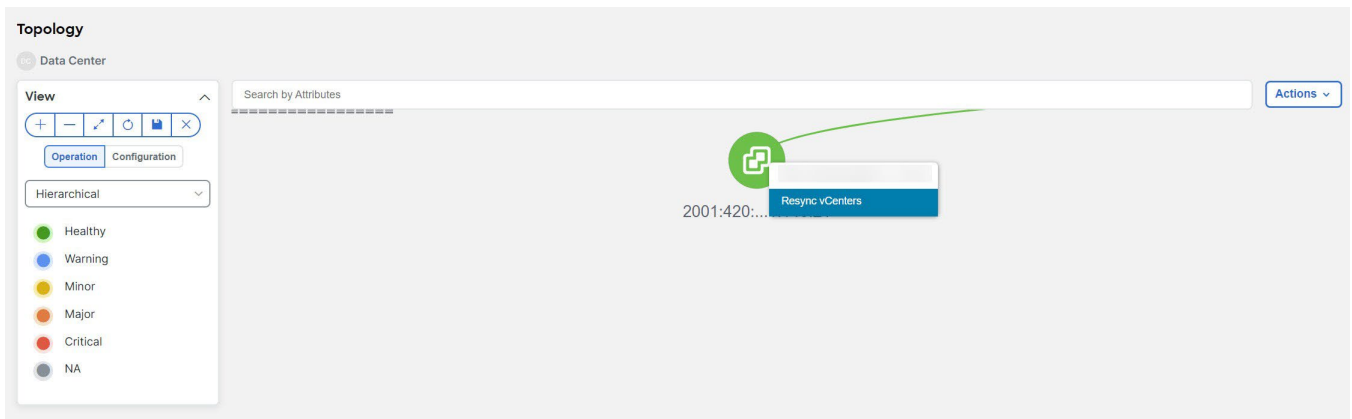 Topology
DC Data Center
View
Search by Attributes
Actions
Operation Configuration
Hierarchical
Healthy
Warning
Minor
Major
Critical
NA
Resync vCenters
2001:420:...